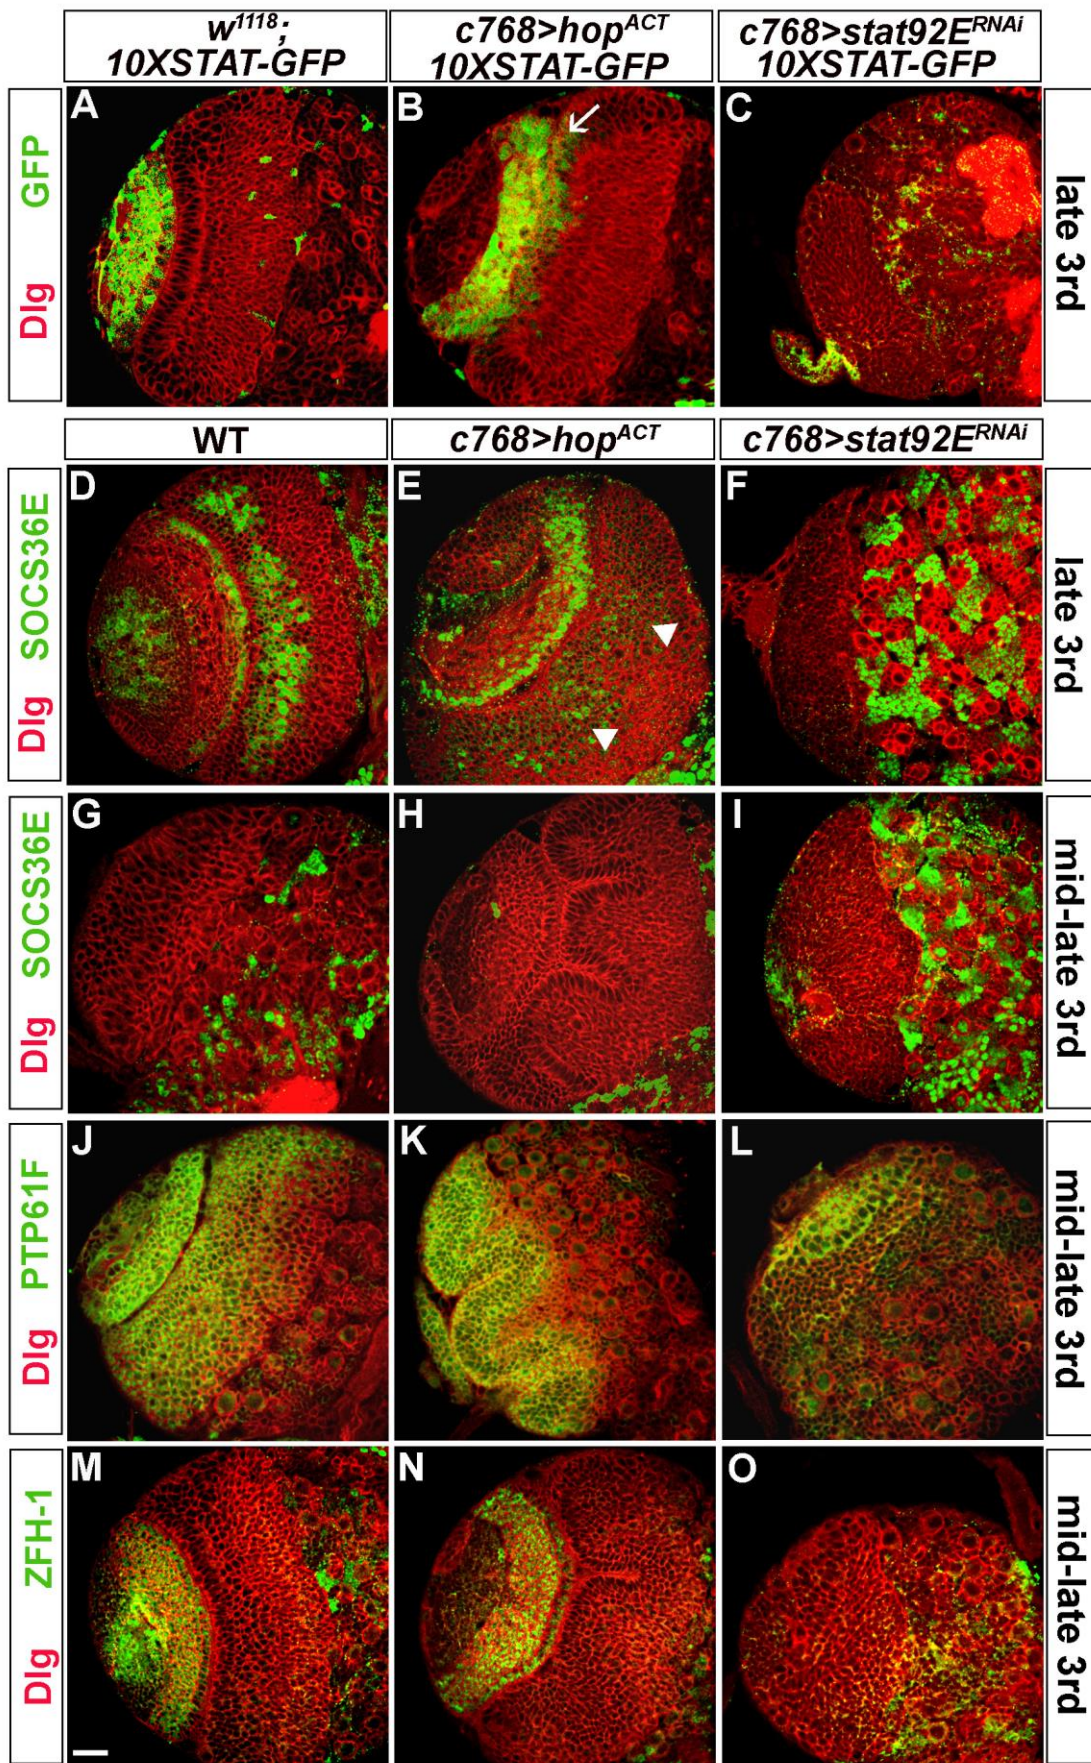 w1118;
10XSTAT-GFP
c768>hopACT
10XSTAT-GFP
c768>stat92ERNAi
10XSTAT-GFP
Dlg GFP
A
B
C
late 3rd
WT
c768>hopACT
c768>stat92ERNAi
Dlg SOCS36E
D
E
F
late 3rd
Dlg SOCS36E
G
H
I
mid-late 3rd
Dlg PTP61F
J
K
L
mid-late 3rd
Dlg ZFH-1
M
N
O
mid-late 3rd